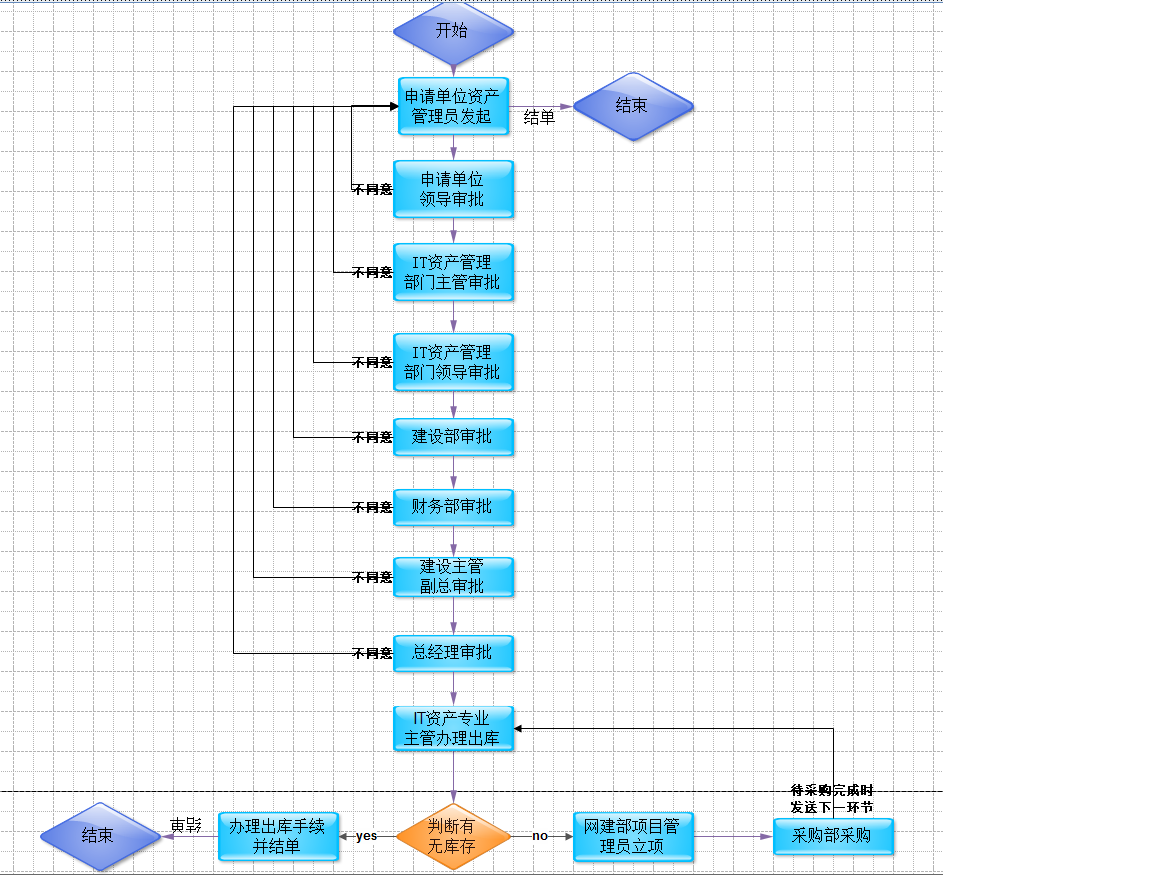 开始
申请单位资产
管理员发起
结单
结束
不同意
申请单位
领导审批
不同意
IT资产管理
部门主管审批
不同意
IT资产管理
部门领导审批
不同意
建设部审批
不同意
财务部审批
不同意
建设主管
副总审批
不同意
总经理审批
IT资产专业
主管办理出库
待采购完成时
发送下一环节
结束
结单
办理出库手续
并结单
yes
判断有
无库存
no
网建部项目管
理员立项
采购部采购